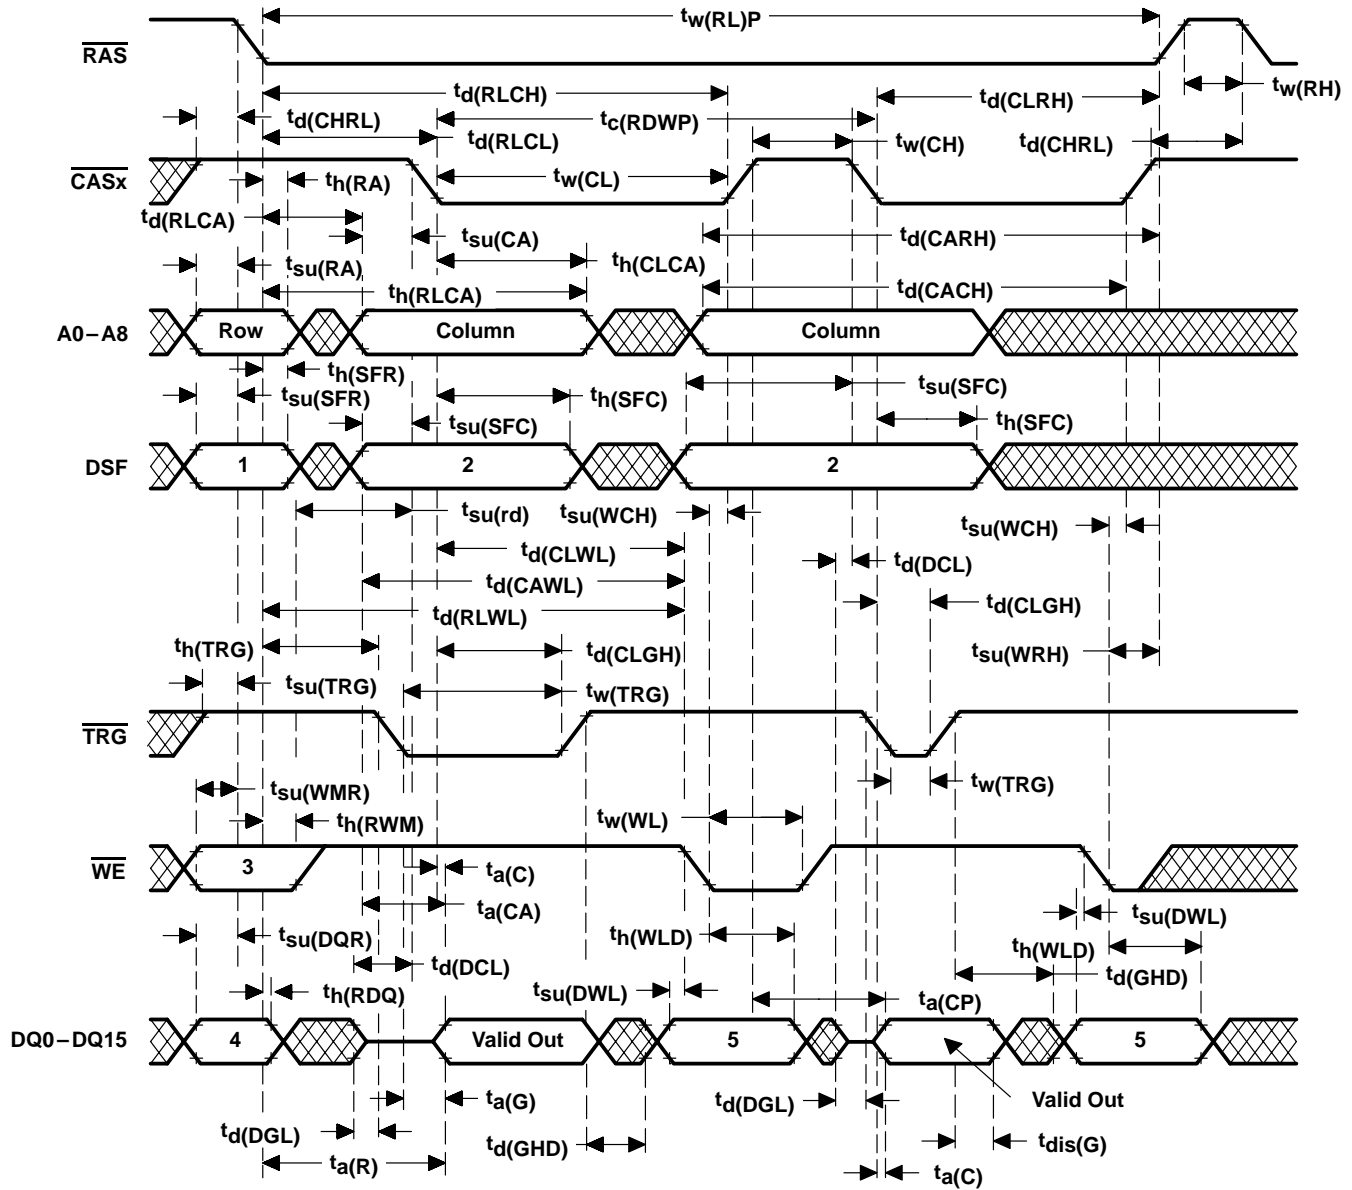 tw(RL)P
RAS
tw(RH)
td(RLCH)
td(CLRH)
td(CHRL)
tc(RDWP)
td(RLCL)
tw(CH)
td(CHRL)
CASx
th(RA)
tw(CL)
td(RLCA)
tsu(CA)
td(CARH)
tsu(RA)
th(CLCA)
th(RLCA)
td(CACH)
A0–A8
Row
Column
Column
th(SFR)
tsu(SFR)
th(SFC)
tsu(SFC)
tsu(SFC)
th(SFC)
DSF
1
2
2
tsu(rd)
tsu(WCH)
tsu(WCH)
td(CLWL)
td(DCL)
td(CAWL)
td(CLGH)
td(RLWL)
th(TRG)
td(CLGH)
tsu(WRH)
tsu(TRG)
tw(TRG)
TRG
tw(TRG)
tsu(WMR)
th(RWM)
tw(WL)
WE
3
ta(C)
ta(CA)
tsu(DWL)
tsu(DQR)
th(WLD)
th(WLD)
td(DCL)
td(GHD)
th(RDQ)
tsu(DWL)
ta(CP)
DQ0–DQ15
4
Valid Out
5
5
ta(G)
td(DGL)
Valid Out
td(DGL)
td(GHD)
tdis(G)
ta(R)
ta(C)